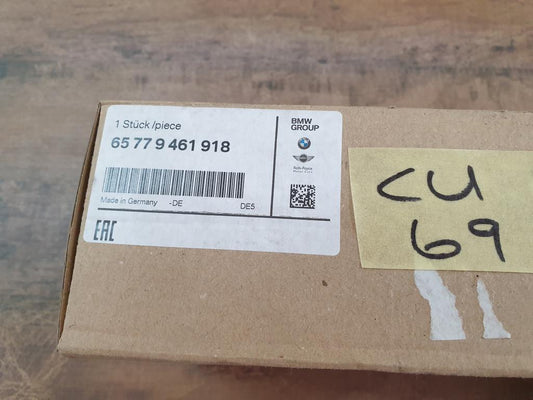 1 Stück/piece
65 77 9 461 918
Made in Germany -DE DE5
EAC
BMW
GROUP
CU
69